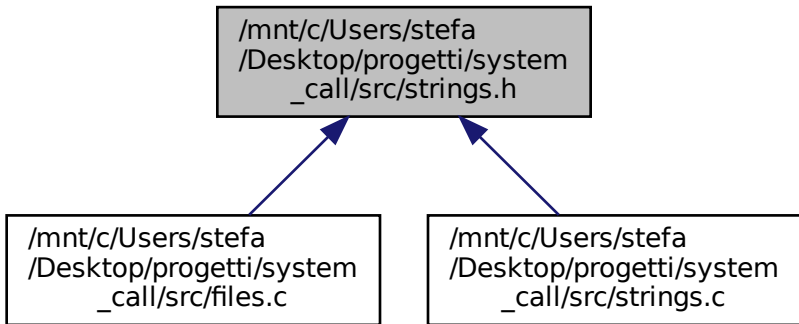 /mnt/c/Users/stefa
/Desktop/progetti/system
_call/src/strings.h
/mnt/c/Users/stefa
/Desktop/progetti/system
_call/src/files.c
/mnt/c/Users/stefa
/Desktop/progetti/system
_call/src/strings.c